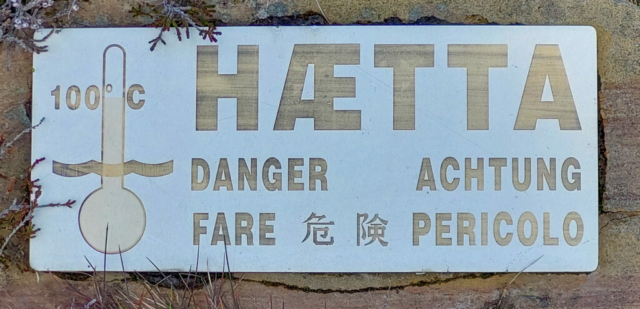 100°C
HÆTTA
DANGER ACHTUNG
FARE 危険 PERICOLO